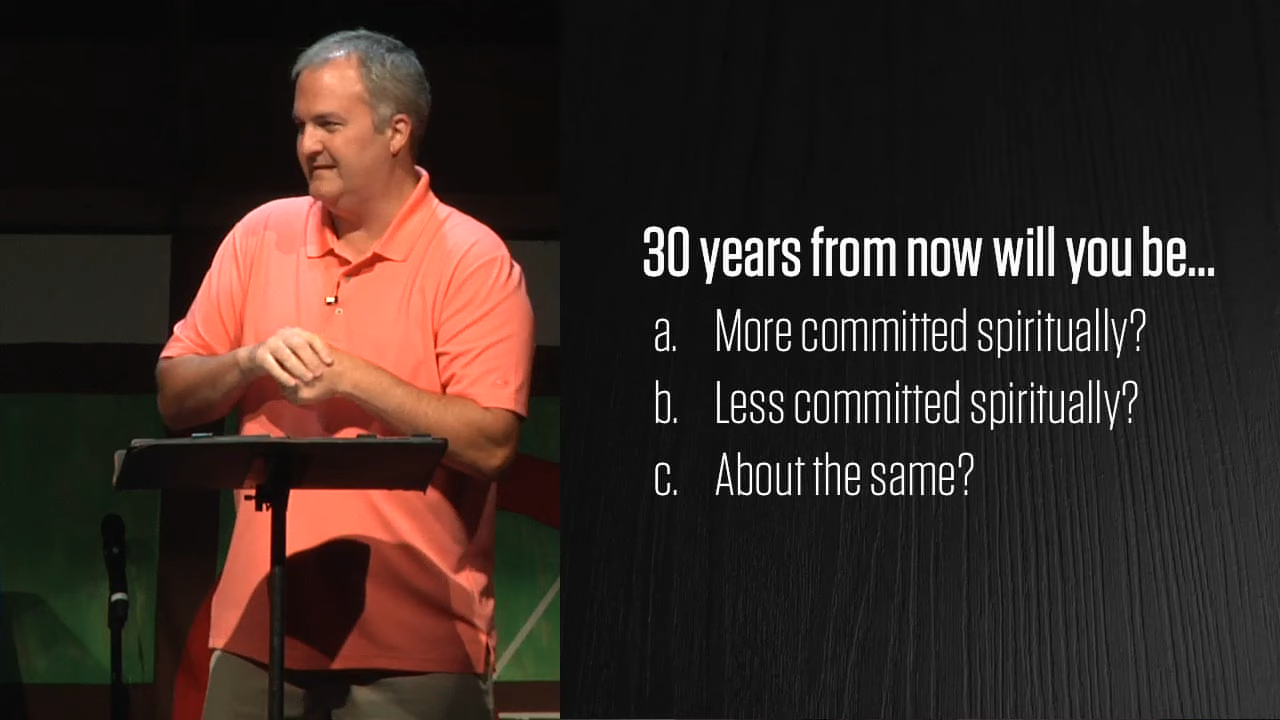 30 years from now will you be...
a. More committed spiritually?
b. Less committed spiritually?
c. About the same?